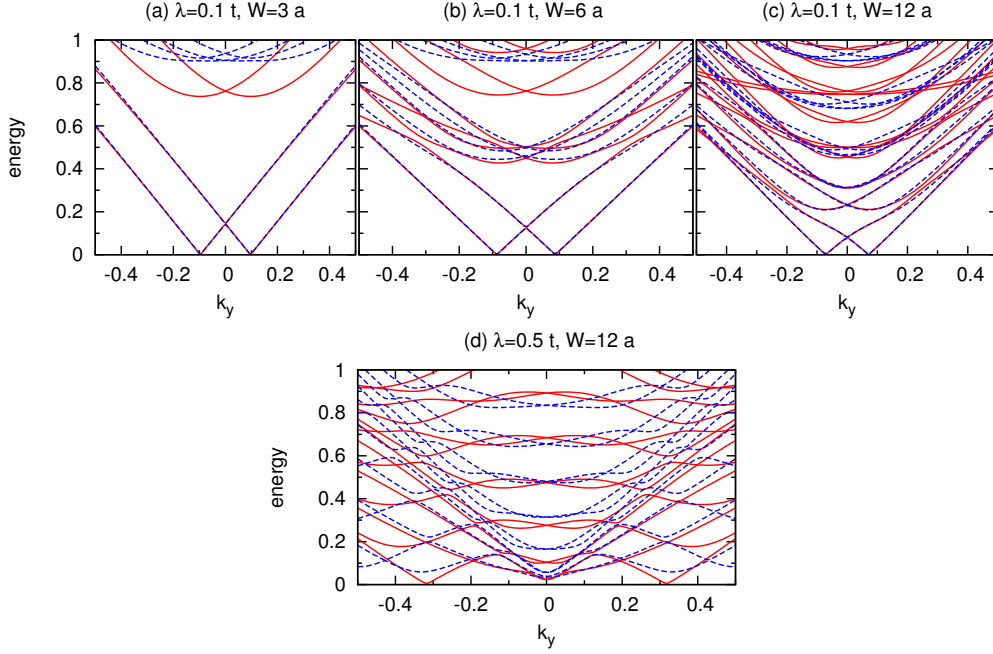 (a) λ=0.1 t, W=3 a
(b) λ=0.1 t, W=6 a
(c) λ=0.1 t, W=12 a
1
0.8
0.6
0.4
0.2
0
energy
-0.4 -0.2 0 0.2 0.4
-0.4 -0.2 0 0.2 0.4
-0.4 -0.2 0 0.2 0.4
k_y
k_y
k_y
(d) λ=0.5 t, W=12 a
1
0.8
0.6
0.4
0.2
0
energy
-0.4 -0.2 0 0.2 0.4
k_y